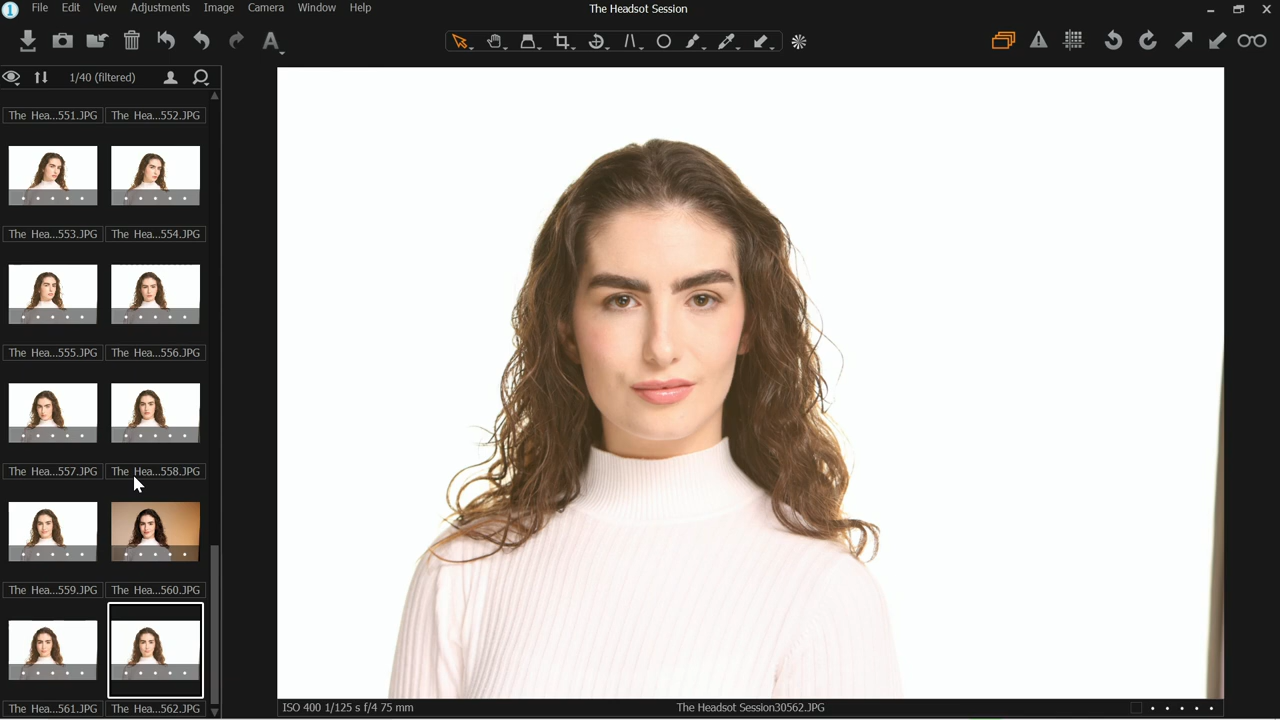 1 File Edit View Adjustments Image Camera Window Help The Headsot Session
A
1/40 (filtered)
The Hea...551.JPG The Hea...552.JPG
The Hea...553.JPG The Hea...554.JPG
The Hea...555.JPG The Hea...556.JPG
The Hea...557.JPG The Hea...558.JPG
The Hea...559.JPG The Hea...560.JPG
The Hea...561.JPG The Hea...562.JPG
ISO 400 1/125 s f/4 75 mm The Headsot Session30562.JPG